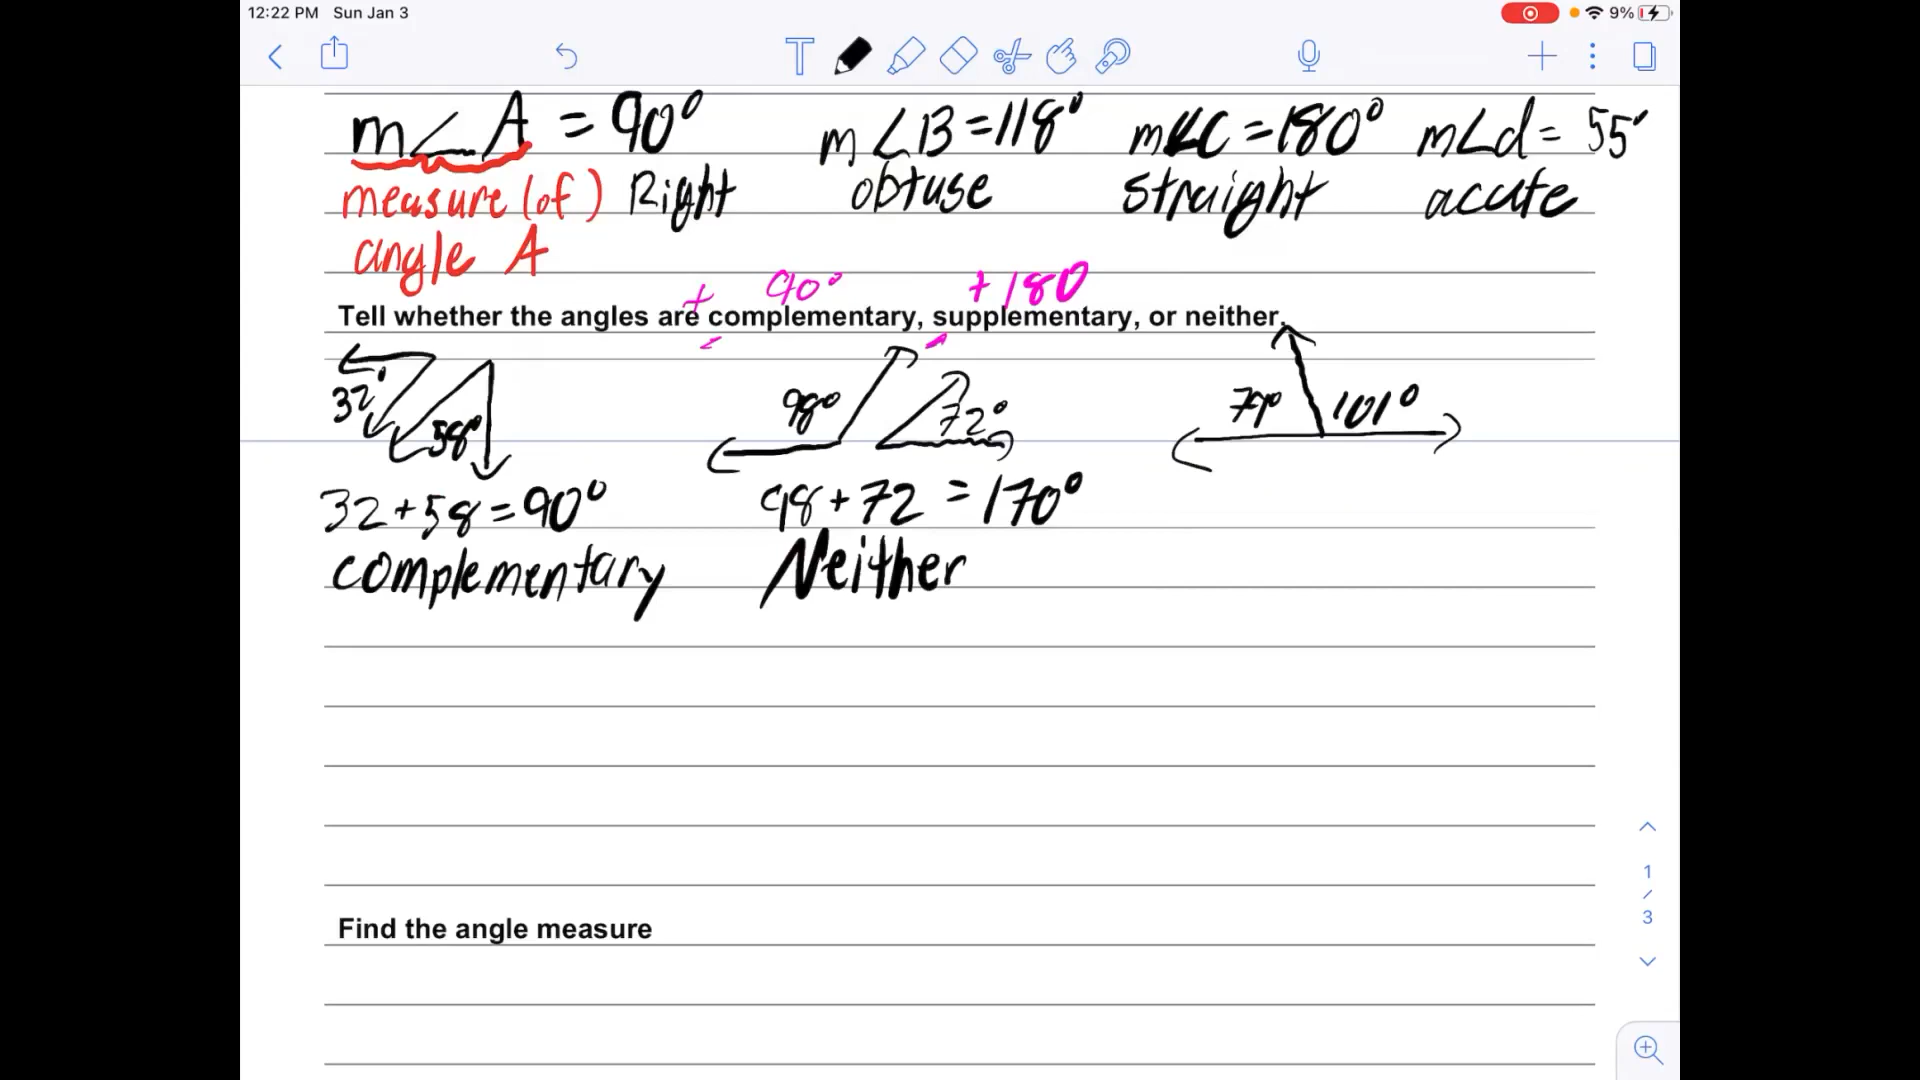 12:22 PM Sun Jan 3
9%
m∠A = 90° m∠B=118° m∠C=180° m∠d= 55°
measure (of) Right obtuse straight acute
angle A
+ 90° +180
Tell whether the angles are complementary, supplementary, or neither.
32° 58° 98° 72° 79° 101°
32+58=90° 98+72 =170°
complementary Neither
1
/
3
Find the angle measure